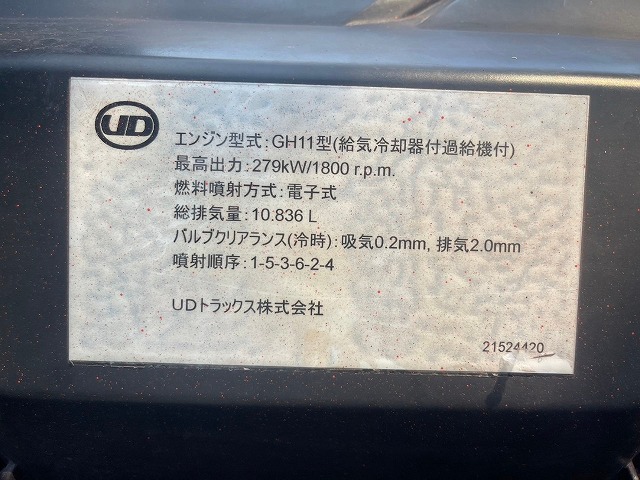 UD
エンジン型式:GH11型(給気冷却器付過給機付)
最高出力:279kW/1800 r.p.m.
燃料噴射方式:電子式
総排気量:10.836 L
バルブクリアランス(冷時):吸気0.2mm, 排気2.0mm
噴射順序:1-5-3-6-2-4
UDトラックス株式会社
21524420